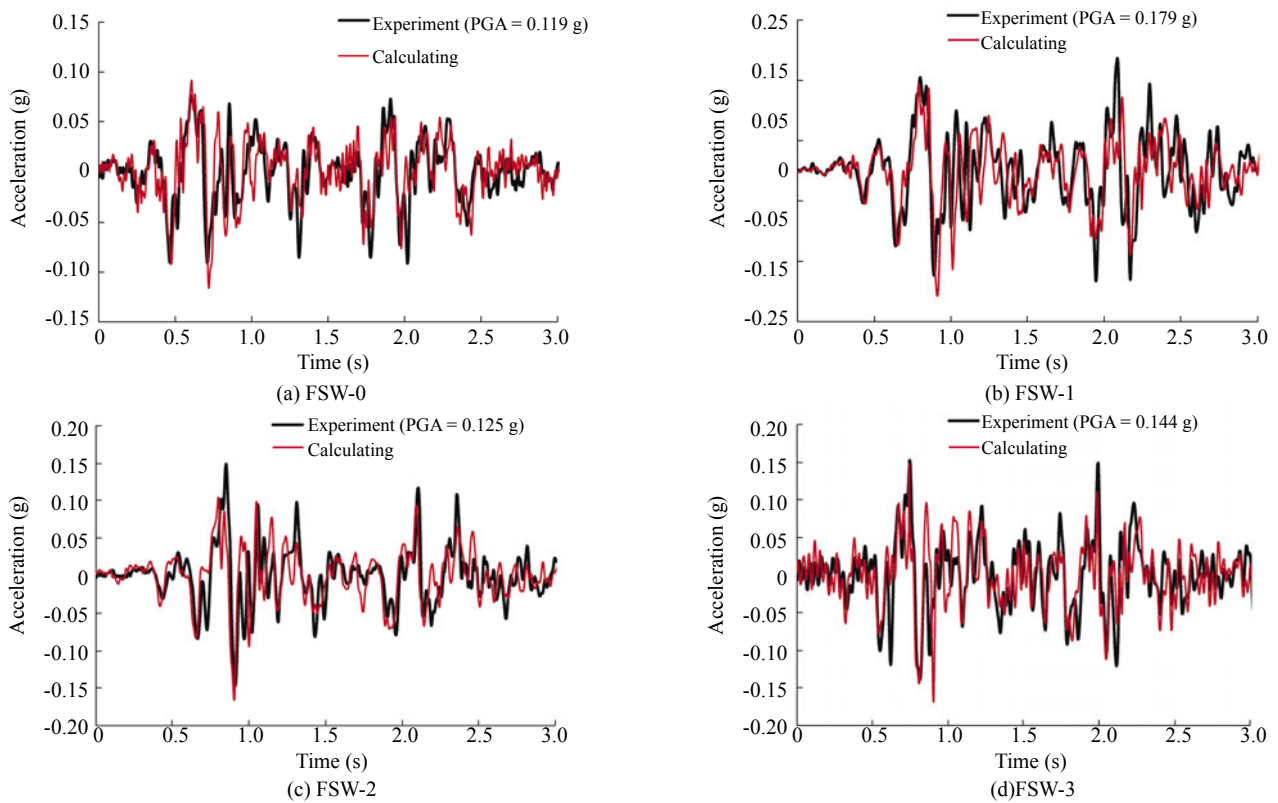 0.15
0.10
0.05
0
-0.05
-0.10
-0.15
Acceleration (g)
Experiment (PGA = 0.119 g)
Calculating
0 0.5 1.0 1.5 2.0 2.5 3.0
Time (s)
(a) FSW-0
0.25
0.15
0.05
-0.05
-0.15
0.25
Acceleration (g)
Experiment (PGA = 0.179 g)
Calculating
0 0.5 1.0 1.5 2.0 2.5 3.0
Time (s)
(b) FSW-1
0.20
0.15
0.10
0.05
0
-0.05
-0.10
-0.15
-0.20
Acceleration (g)
Experiment (PGA = 0.125 g)
Calculating
0.0 0.5 1.0 1.5 2.0 2.5 3.0
Time (s)
(c) FSW-2
0.20
0.15
0.10
0.05
0
-0.05
-0.10
-0.15
-0.20
Acceleration (g)
Experiment (PGA = 0.144 g)
Calculating
0.0 0.5 1.0 1.5 2.0 2.5 3.0
Time (s)
(d)FSW-3